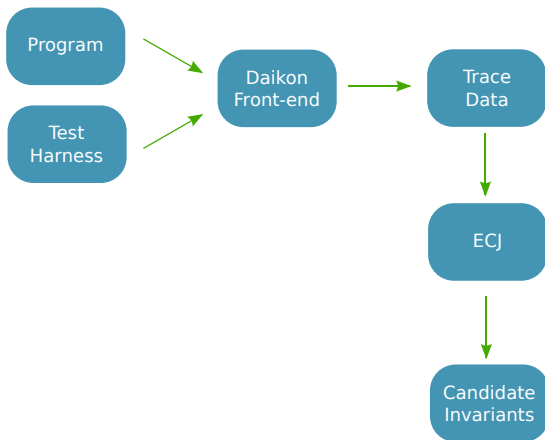 Program
Test
Harness
Daikon
Front-end
Trace
Data
ECJ
Candidate
Invariants